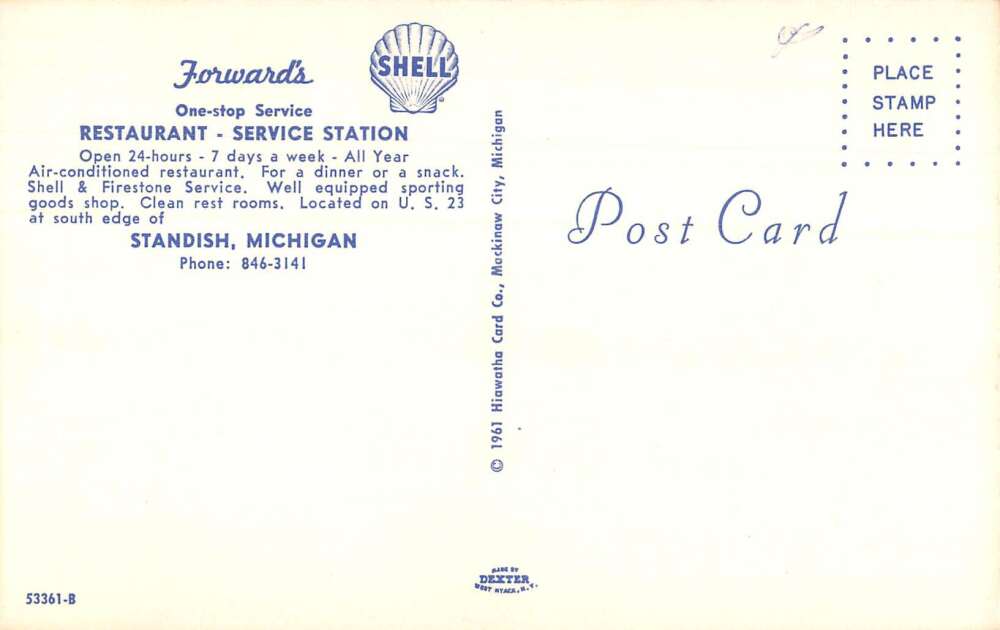 Forward's
SHELL
One-stop Service
RESTAURANT - SERVICE STATION
Open 24-hours - 7 days a week - All Year
Air-conditioned restaurant. For a dinner or a snack.
Shell & Firestone Service. Well equipped sporting
goods shop. Clean rest rooms. Located on U. S. 23
at south edge of
STANDISH, MICHIGAN
Phone: 846-3141
53361-B
© 1961 Hiawatha Card Co., Mackinaw City, Michigan
MADE BY
DEXTER
WEST NYACK, N. Y.
PLACE
STAMP
HERE
Post Card